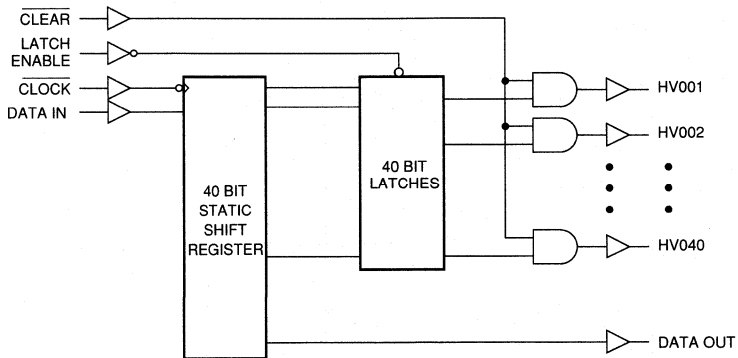 CLEAR
LATCH
ENABLE
CLOCK
DATA IN
40 BIT
STATIC
SHIFT
REGISTER
40 BIT
LATCHES
HV001
HV002
HV040
DATA OUT